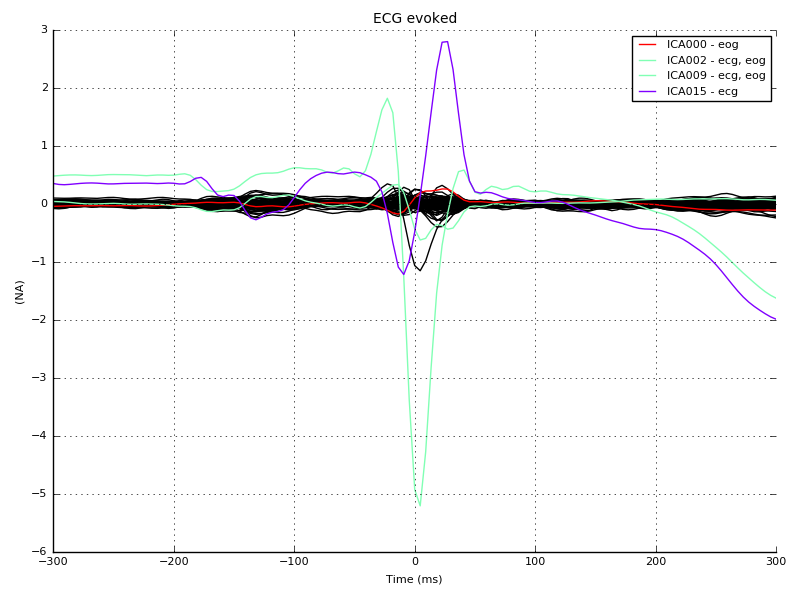 ECG evoked
ICA000 - eog
ICA002 - ecg, eog
ICA009 - ecg, eog
ICA015 - ecg
3
2
1
0
−1
−2
−3
−4
−5
−6
(NA)
−300
−200
−100
0
100
200
300
Time (ms)